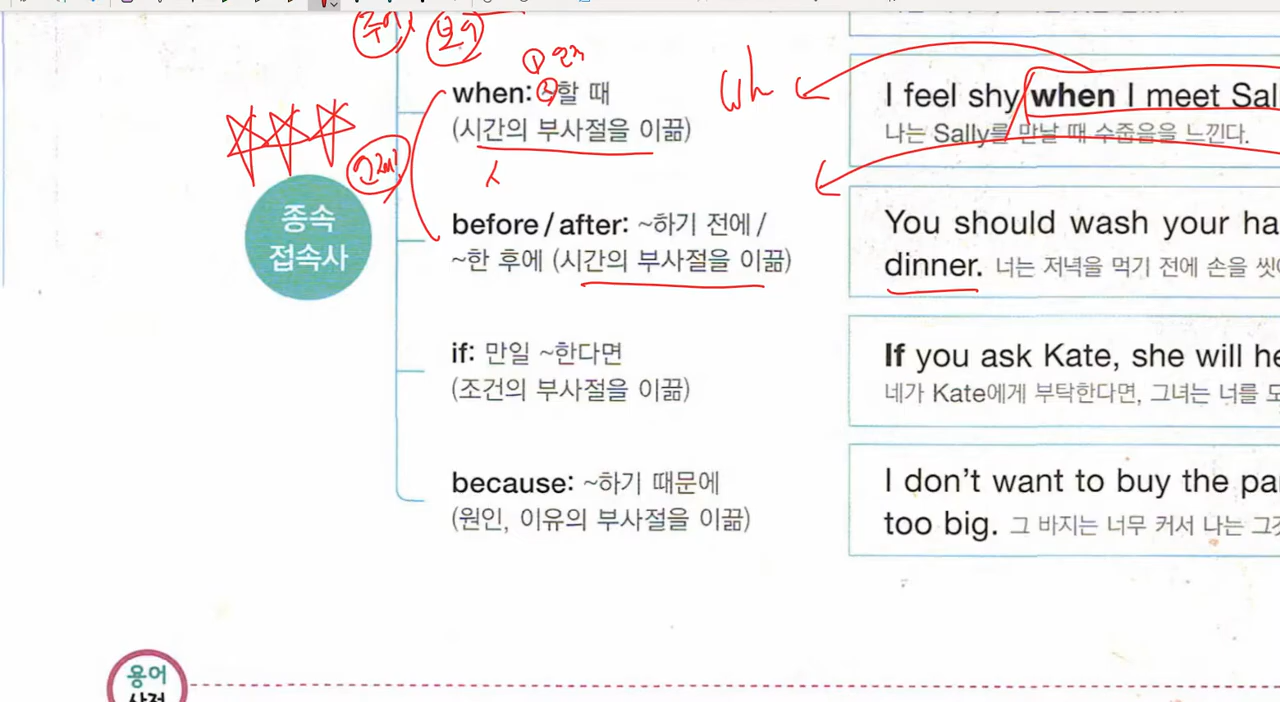 when: ~할 때
(시간의 부사절을 이끎)
I feel shy when I meet Sal
나는 Sally를 만날 때 수줍음을 느낀다.
wh
종속
접속사
before / after: ~하기 전에 /
~한 후에 (시간의 부사절을 이끎)
You should wash your ha
dinner. 너는 저녁을 먹기 전에 손을 씻
if: 만일 ~한다면
(조건의 부사절을 이끎)
If you ask Kate, she will he
네가 Kate에게 부탁한다면, 그녀는 너를 도
because: ~하기 때문에
(원인, 이유의 부사절을 이끎)
I don't want to buy the pa
too big. 그 바지는 너무 커서 나는 그것
용어